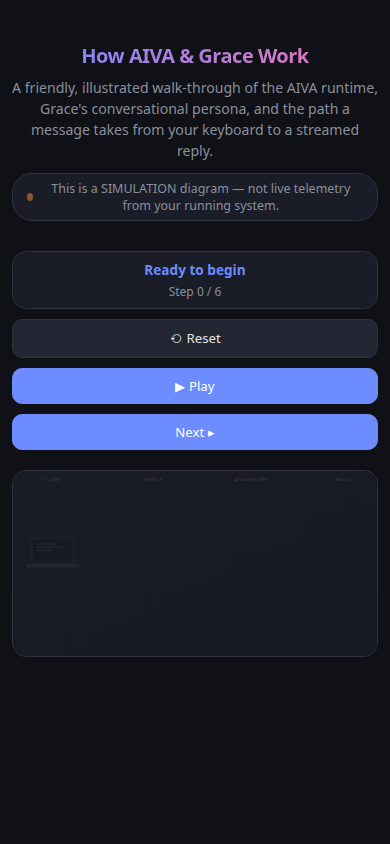 How AIVA & Grace Work
A friendly, illustrated walk-through of the AIVA runtime,
Grace's conversational persona, and the path a
message takes from your keyboard to a streamed
reply.
This is a SIMULATION diagram — not live telemetry
from your running system.
Ready to begin
Step 0 / 6
⟲ Reset
▶ Play
Next ▸
AIVA RUNTIME